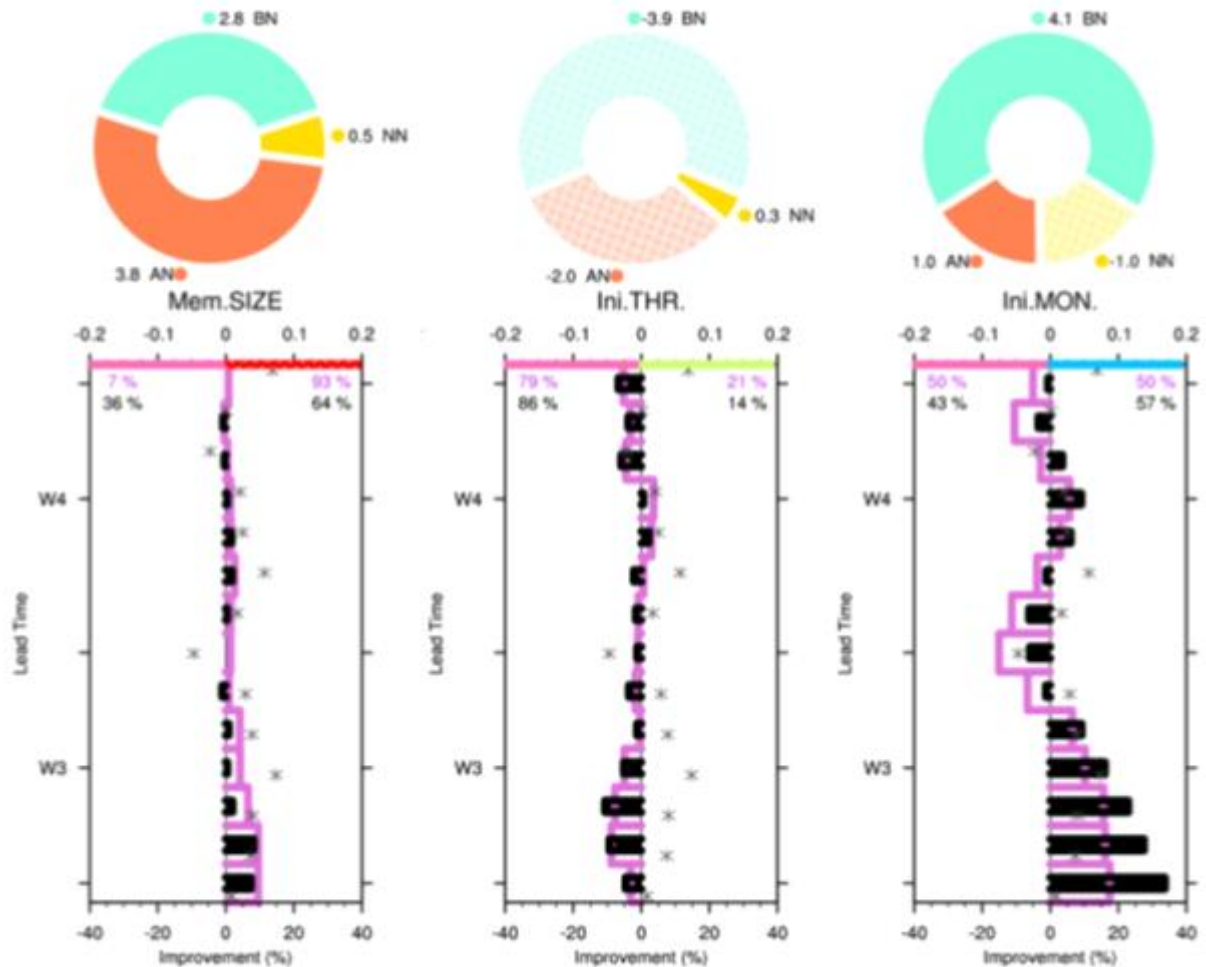 2.8 BN
0.5 NN
3.8 AN
Mem.SIZE
-0.2 -0.1 0 0.1 0.2
7 % 93 %
36 % 64 %
W4
W3
Lead Time
-40 -20 0 20 40
Improvement (%)
-3.9 BN
0.3 NN
-2.0 AN
Ini.THR.
-0.2 -0.1 0 0.1 0.2
79 % 21 %
86 % 14 %
W4
W3
Lead Time
-40 -20 0 20 40
Improvement (%)
4.1 BN
1.0 AN
-1.0 NN
Ini.MON.
-0.2 -0.1 0 0.1 0.2
50 % 50 %
43 % 57 %
W4
W3
Lead Time
-40 -20 0 20 40
Improvement (%)